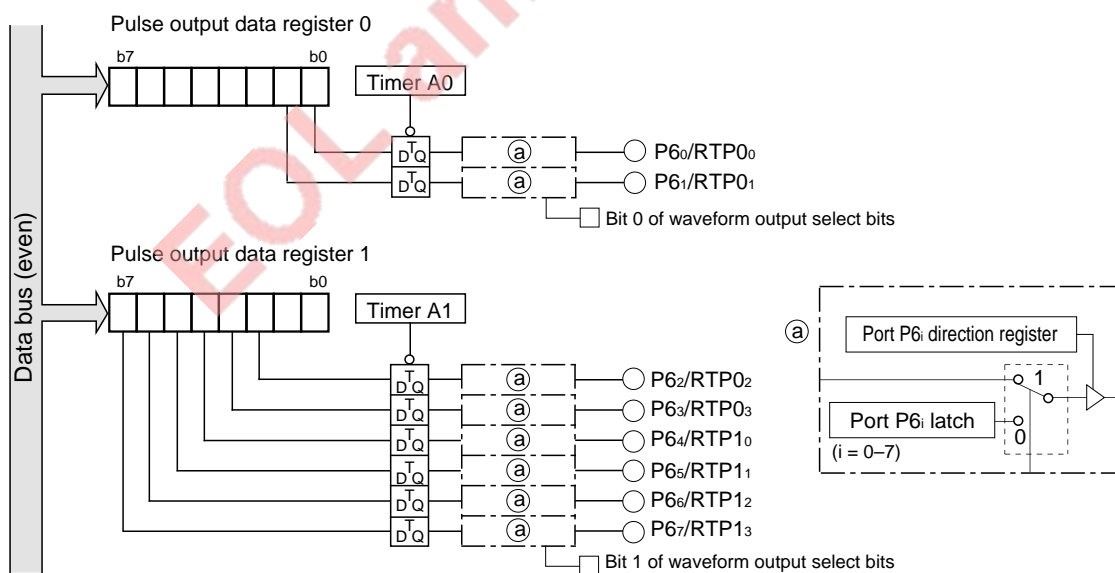 Pulse output data register 0
b7 b0
Timer A0
D T Q ⓐ P6₀/RTP0₀
D T Q ⓐ P6₁/RTP0₁
Bit 0 of waveform output select bits
Data bus (even)
Pulse output data register 1
b7 b0
Timer A1
D T Q ⓐ P6₂/RTP0₂
D T Q ⓐ P6₃/RTP0₃
D T Q ⓐ P6₄/RTP1₀
D T Q ⓐ P6₅/RTP1₁
D T Q ⓐ P6₆/RTP1₂
D T Q ⓐ P6₇/RTP1₃
Bit 1 of waveform output select bits
ⓐ
Port P6i direction register
1
Port P6i latch
0
(i = 0–7)
EOL an